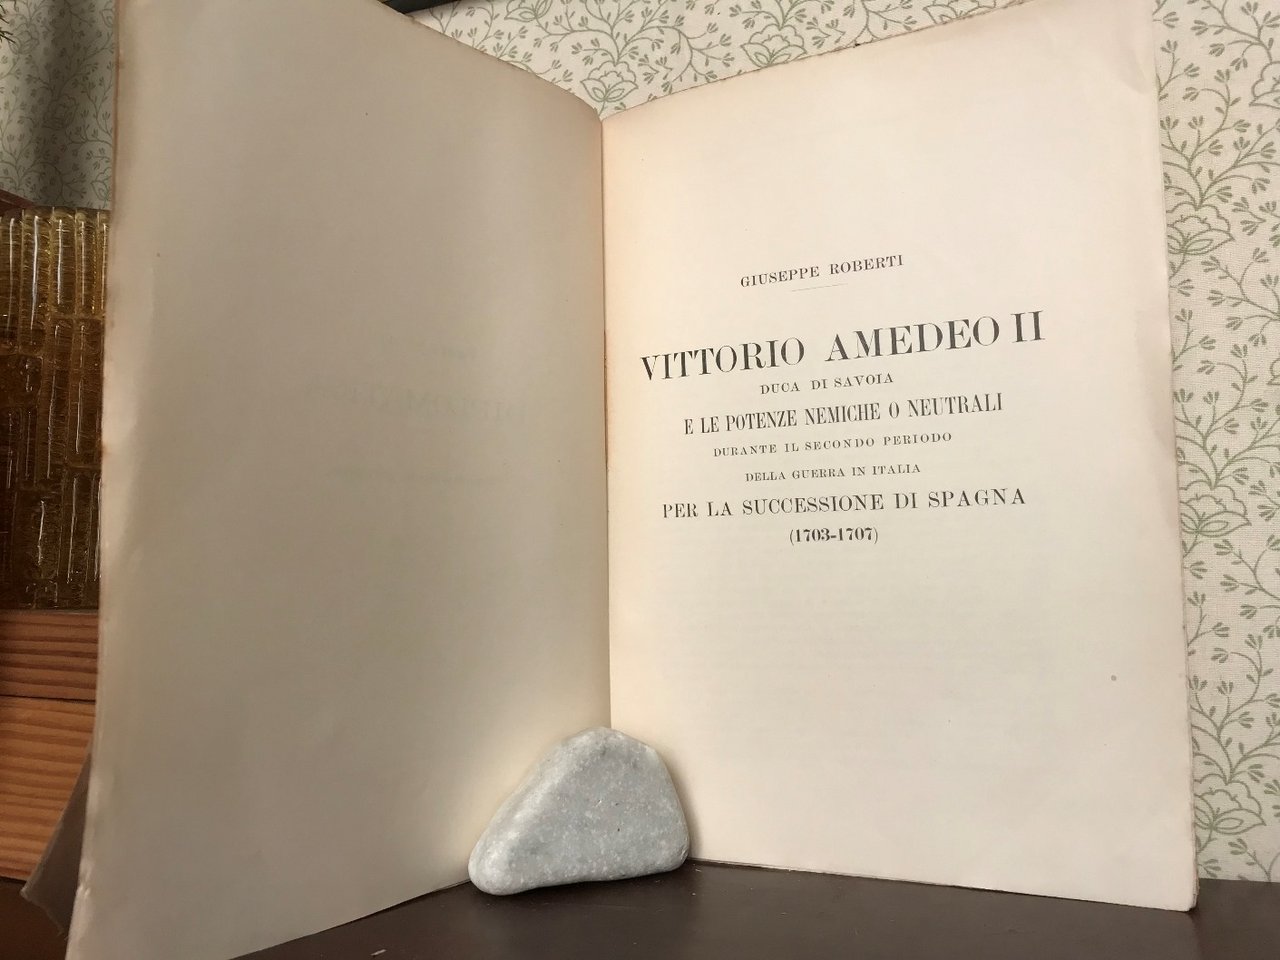 GIUSEPPE ROBERTI
VITTORIO AMEDEO II
DUCA DI SAVOIA
E LE POTENZE NEMICHE O NEUTRALI
DURANTE IL SECONDO PERIODO
DELLA GUERRA IN ITALIA
PER LA SUCCESSIONE DI SPAGNA
(1703-1707)